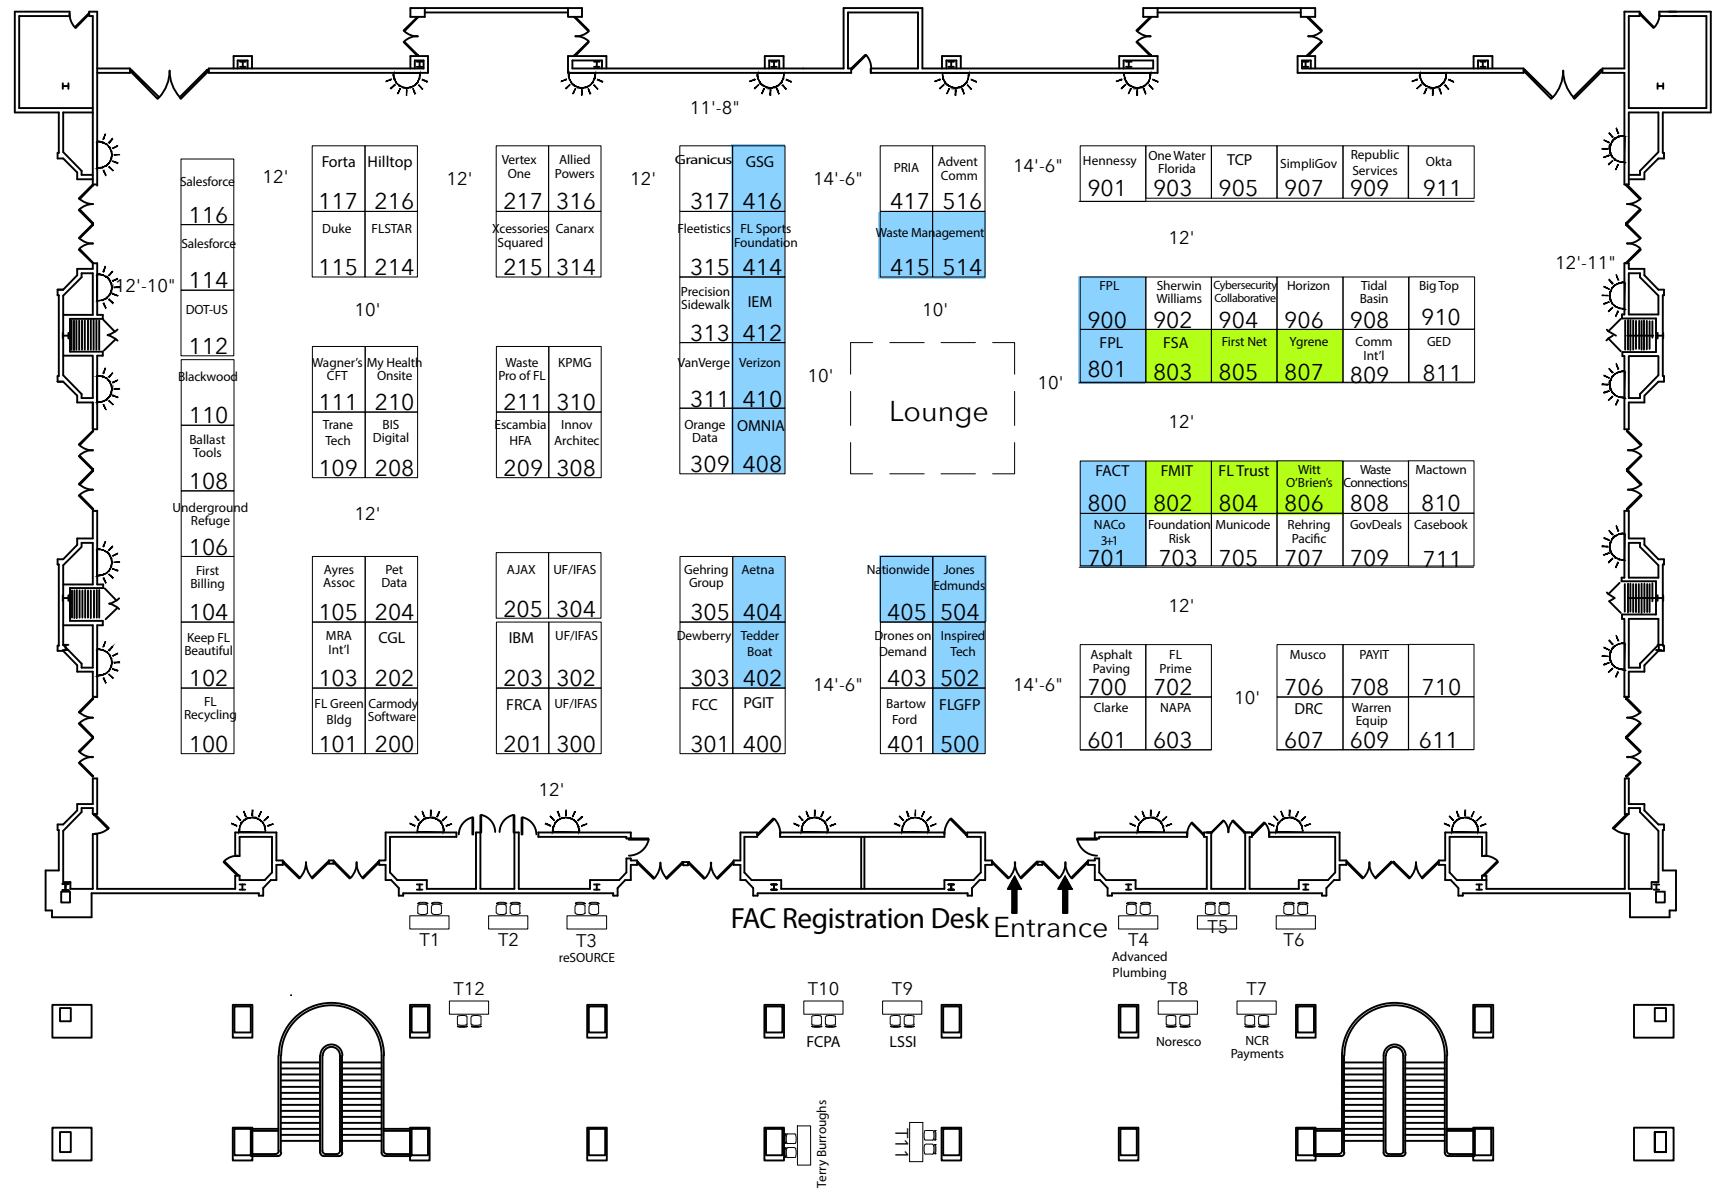 11'-8"
Salesforce
116
Salesforce
114
DOT-US
112
Blackwood
110
Ballast
Tools
108
Underground
Refuge
106
First
Billing
104
Keep FL
Beautiful
102
FL
Recycling
100
12'-10"
12'
Forta
117
Hilltop
216
Duke
115
FLSTAR
214
10'
Wagner's
CFT
111
My Health
Onsite
210
Trane
Tech
109
BIS
Digital
208
12'
Ayres
Assoc
105
Pet
Data
204
MRA
Int'l
103
CGL
202
FL Green
Bldg
101
Carmody
Software
200
12'
Vertex
One
217
Allied
Powers
316
Xcessories
Squared
215
Canarx
314
Waste
Pro of FL
211
KPMG
310
Escambia
HFA
209
Innov
Architec
308
AJAX
205
UF/IFAS
304
IBM
203
UF/IFAS
302
FRCA
201
UF/IFAS
300
12'
12'
Granicus
317
GSG
416
Fleetistics
315
FL Sports
Foundation
414
Precision
Sidewalk
313
IEM
412
VanVerge
311
Verizon
410
Orange
Data
309
OMNIA
408
Gehring
Group
305
Aetna
404
Dewberry
303
Tedder
Boat
402
FCC
301
PGIT
400
14'-6"
PRIA
417
Advent
Comm
516
Waste Management
415
514
10'
10'
Lounge
10'
Nationwide
405
Jones
Edmunds
504
Drones on
Demand
403
Inspired
Tech
502
Bartow
Ford
401
FLGFP
500
14'-6"
14'-6"
14'-6"
Hennessy
901
One Water
Florida
903
TCP
905
SimpliGov
907
Republic
Services
909
Okta
911
12'
12'-11"
FPL
900
Sherwin
Williams
902
Cybersecurity
Collaborative
904
Horizon
906
Tidal
Basin
908
Big Top
910
FPL
801
FSA
803
First Net
805
Ygrene
807
Comm
Int'l
809
GED
811
12'
FACT
800
FMIT
802
FL Trust
804
Witt
O'Brien's
806
Waste
Connections
808
Mactown
810
NACo
3+1
701
Foundation
Risk
703
Municode
705
Rehring
Pacific
707
GovDeals
709
Casebook
711
12'
Asphalt
Paving
700
FL
Prime
702
Musco
706
PAYIT
708
710
Clarke
601
NAPA
603
10'
DRC
607
Warren
Equip
609
611
FAC Registration Desk
Entrance
T1
T2
T3
reSOURCE
T4
Advanced
Plumbing
T5
T6
T12
T10
FCPA
T9
LSSI
T8
Noresco
T7
NCR
Payments
Terry Burroughs
T11